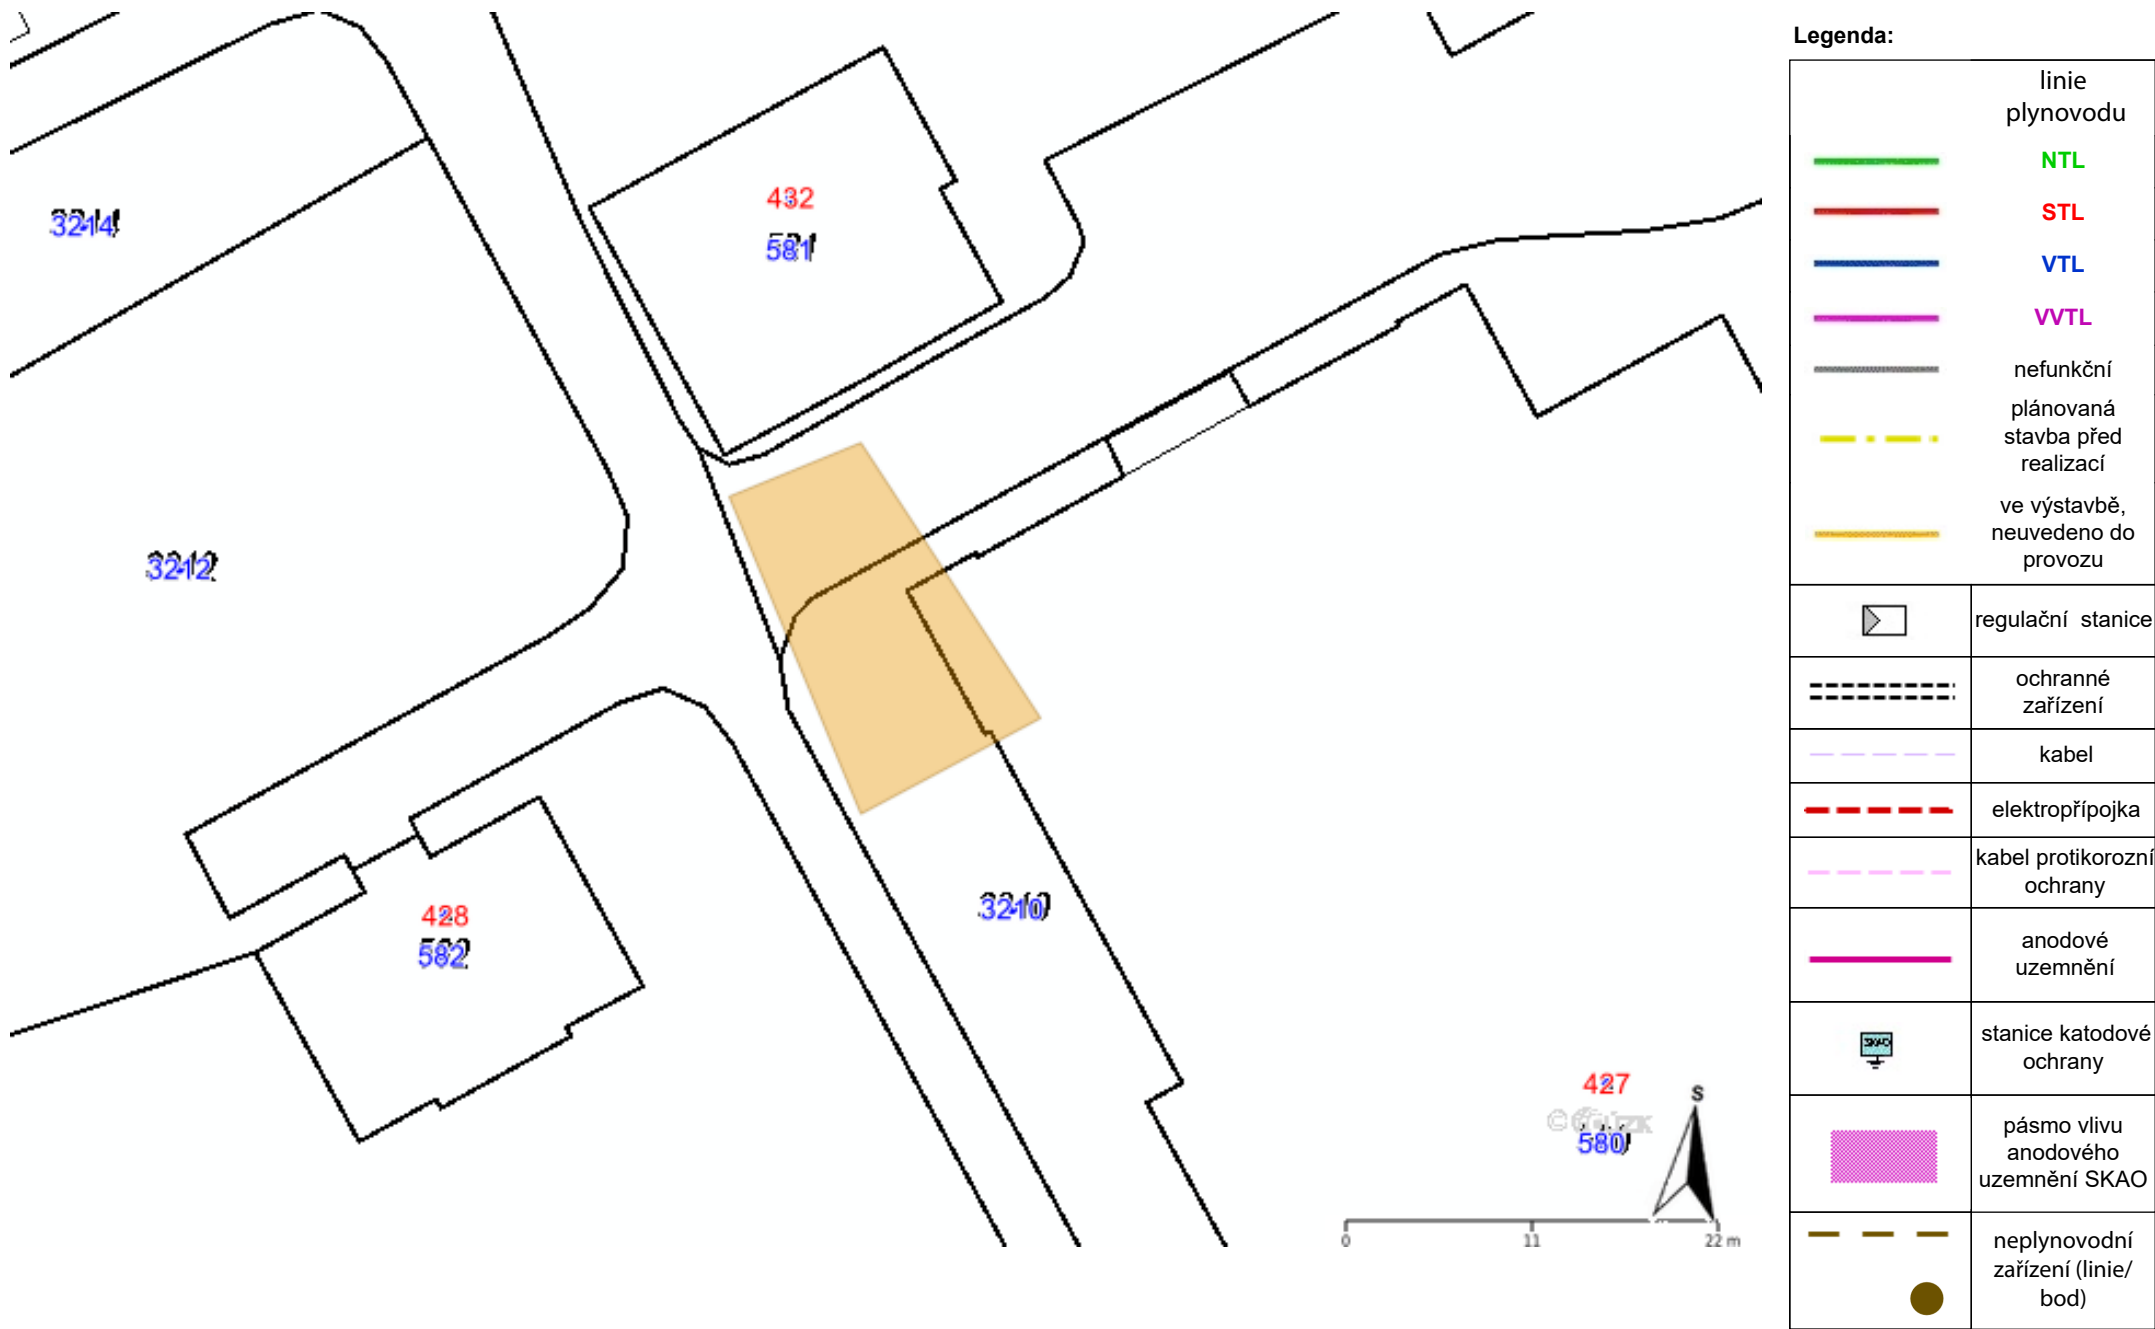 Legenda:
linie
plynovodu
NTL
STL
VTL
VVTL
nefunkční
plánovaná
stavba před
realizací
ve výstavbě,
neuvedeno do
provozu
regulační stanice
ochranné
zařízení
kabel
elektropřípojka
kabel protikorozní
ochrany
anodové
uzemnění
SKAO
stanice katodové
ochrany
pásmo vlivu
anodového
uzemnění SKAO
neplynovodní
zařízení (linie/
bod)
432
581
3214
3212
428
582
3210
427
580
S
0 11 22 m